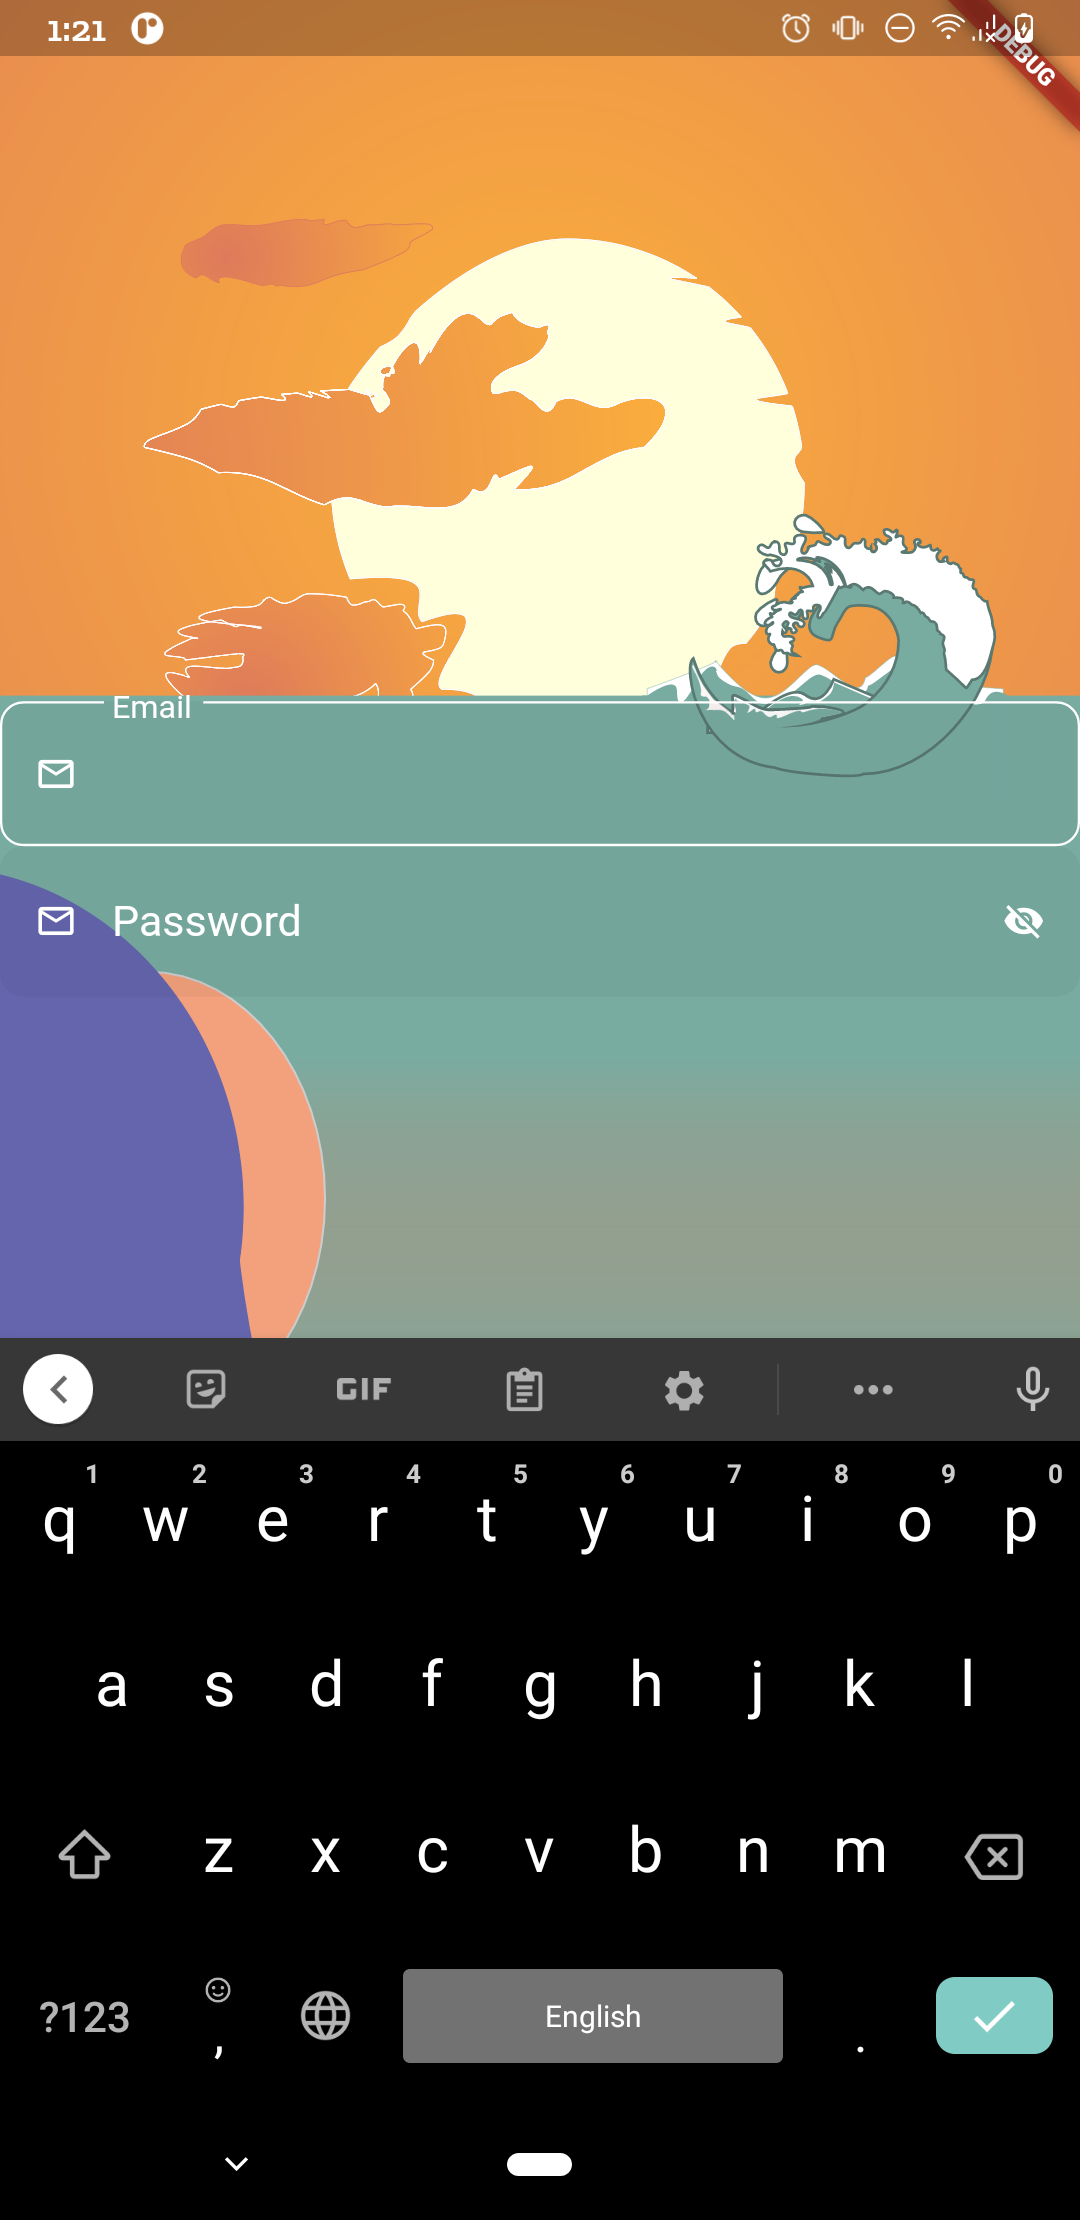 1:21
DEBUG
Email
Password
GIF
1 2 3 4 5 6 7 8 9 0
q w e r t y u i o p
a s d f g h j k l
z x c v b n m
?123 , English .